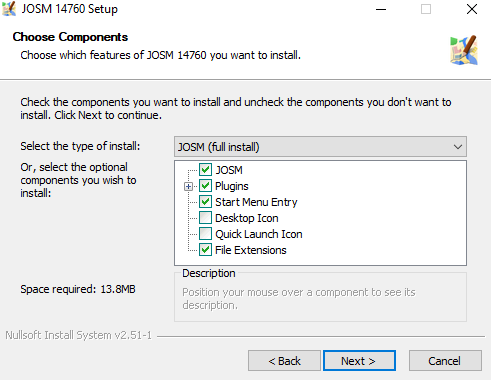 JOSM 14760 Setup
Choose Components
Choose which features of JOSM 14760 you want to install.
Check the components you want to install and uncheck the components you don't want to
install. Click Next to continue.
Select the type of install:
JOSM (full install)
Or, select the optional
components you wish to
install:
JOSM
Plugins
Start Menu Entry
Desktop Icon
Quick Launch Icon
File Extensions
Space required: 13.8MB
Description
Position your mouse over a component to see its
description.
Nullsoft Install System v2.51-1
< Back
Next >
Cancel